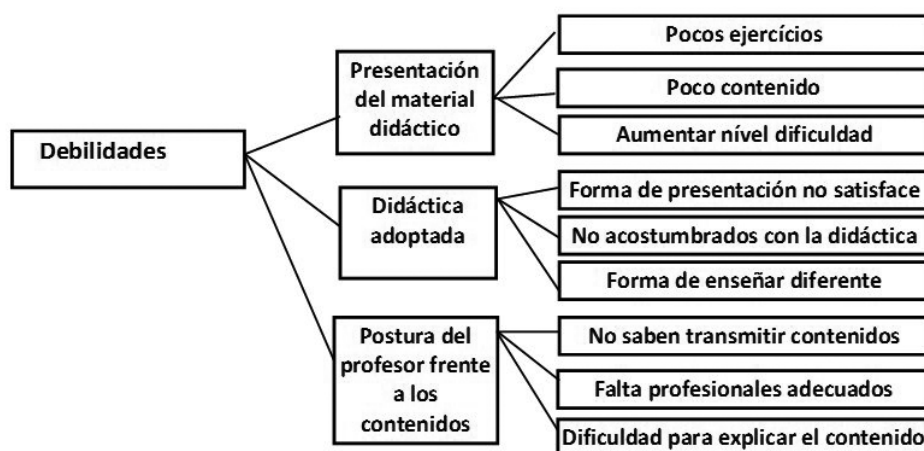 Debilidades
Presentación
del material
didáctico
Pocos ejercícios
Poco contenido
Aumentar nível dificuldad
Didáctica
adoptada
Forma de presentación no satisface
No acostumbrados con la didáctica
Forma de enseñar diferente
Postura del
profesor frente
a los
contenidos
No saben transmitir contenidos
Falta profesionales adecuados
Dificuldad para explicar el contenido